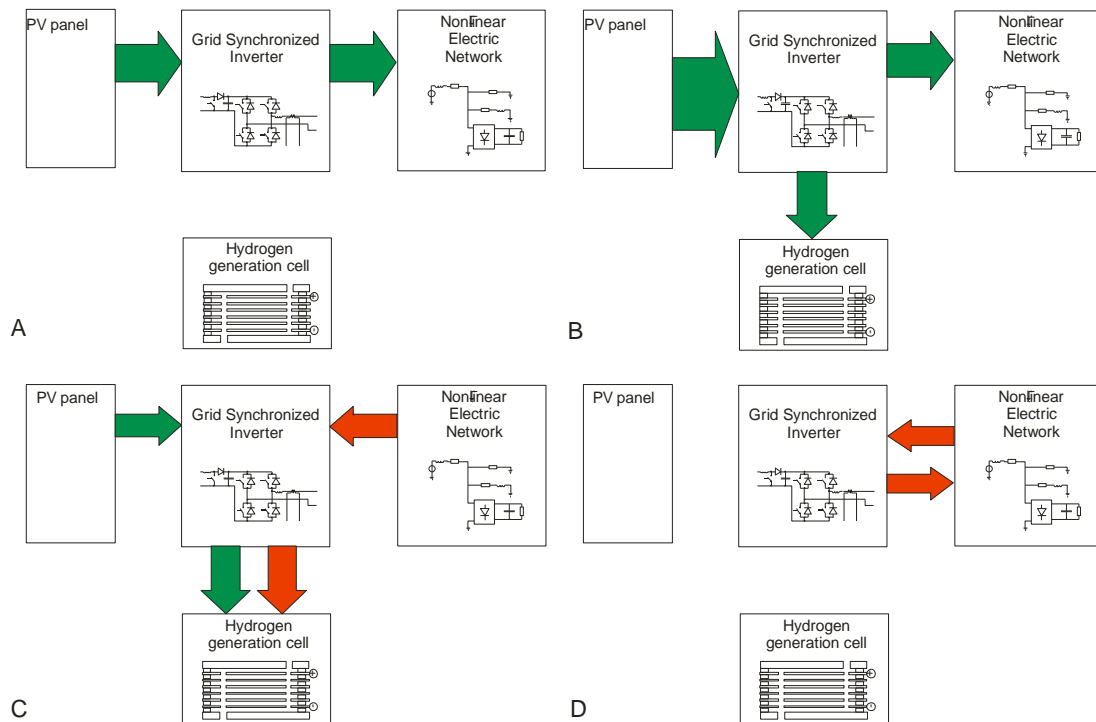 PV panel
Grid Synchronized
Inverter
Nonlinear
Electric
Network
Hydrogen
generation cell
A
PV panel
Grid Synchronized
Inverter
Nonlinear
Electric
Network
Hydrogen
generation cell
B
PV panel
Grid Synchronized
Inverter
Nonlinear
Electric
Network
Hydrogen
generation cell
C
PV panel
Grid Synchronized
Inverter
Nonlinear
Electric
Network
Hydrogen
generation cell
D